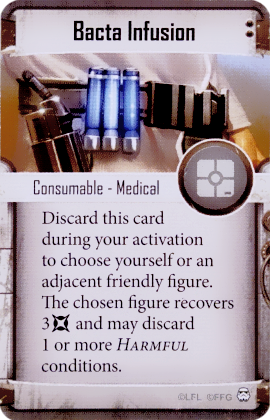 Bacta Infusion
Consumable - Medical
Discard this card
during your activation
to choose yourself or an
adjacent friendly figure.
The chosen figure recovers
3 and may discard
1 or more HARMFUL
conditions.
©LFL ©FFG